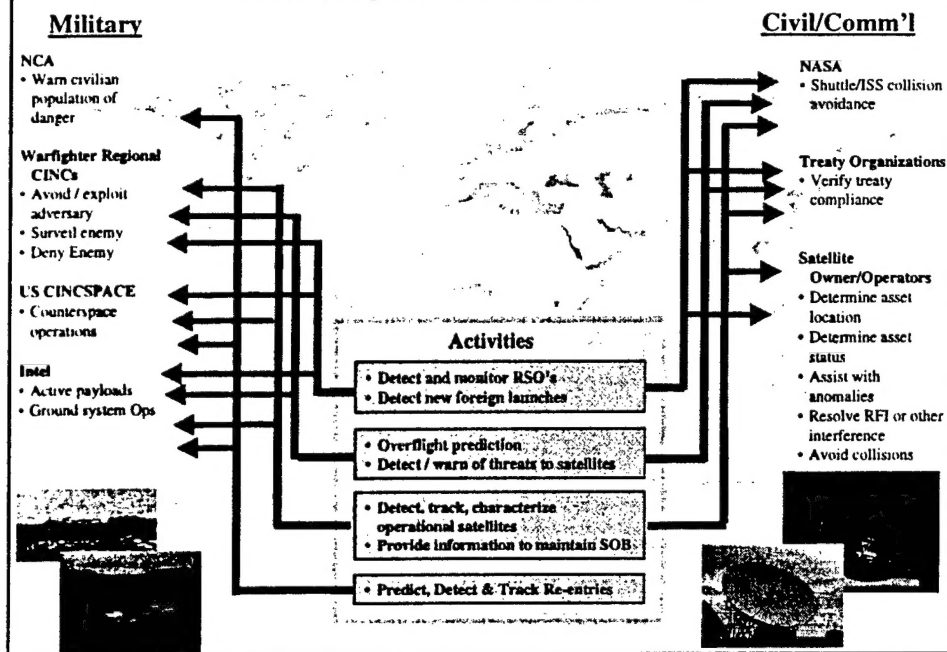 Military
NCA
• Warn civilian
population of
danger
Warfighter Regional
CINCs
• Avoid / exploit
adversary
• Surveil enemy
• Deny Enemy
US CINCSPACE
• Counterspace
operations
Intel
• Active payloads
• Ground system Ops
Activities
• Detect and monitor RSO's
• Detect new foreign launches
• Overflight prediction
• Detect / warn of threats to satellites
• Detect, track, characterize
operational satellites
• Provide information to maintain SOB
• Predict, Detect & Track Re-entries
Civil/Comm'l
NASA
• Shuttle/ISS collision
avoidance
Treaty Organizations
• Verify treaty
compliance
Satellite
Owner/Operators
• Determine asset
location
• Determine asset
status
• Assist with
anomalies
• Resolve RFI or other
interference
• Avoid collisions